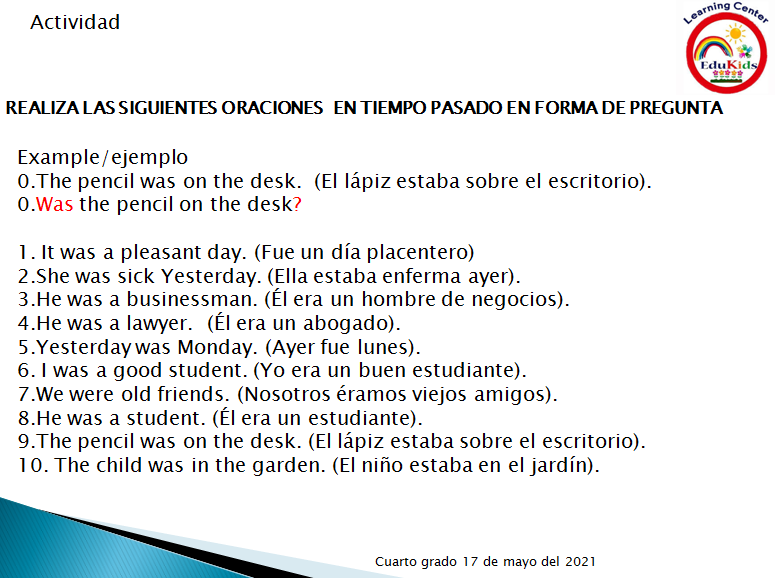 Actividad
Learning Center
EduKids
REALIZA LAS SIGUIENTES ORACIONES EN TIEMPO PASADO EN FORMA DE PREGUNTA
Example/ejemplo
0.The pencil was on the desk. (El lápiz estaba sobre el escritorio).
0.Was the pencil on the desk?
1. It was a pleasant day. (Fue un día placentero)
2.She was sick Yesterday. (Ella estaba enferma ayer).
3.He was a businessman. (Él era un hombre de negocios).
4.He was a lawyer. (Él era un abogado).
5.Yesterday was Monday. (Ayer fue lunes).
6. I was a good student. (Yo era un buen estudiante).
7.We were old friends. (Nosotros éramos viejos amigos).
8.He was a student. (Él era un estudiante).
9.The pencil was on the desk. (El lápiz estaba sobre el escritorio).
10. The child was in the garden. (El niño estaba en el jardín).
Cuarto grado 17 de mayo del 2021